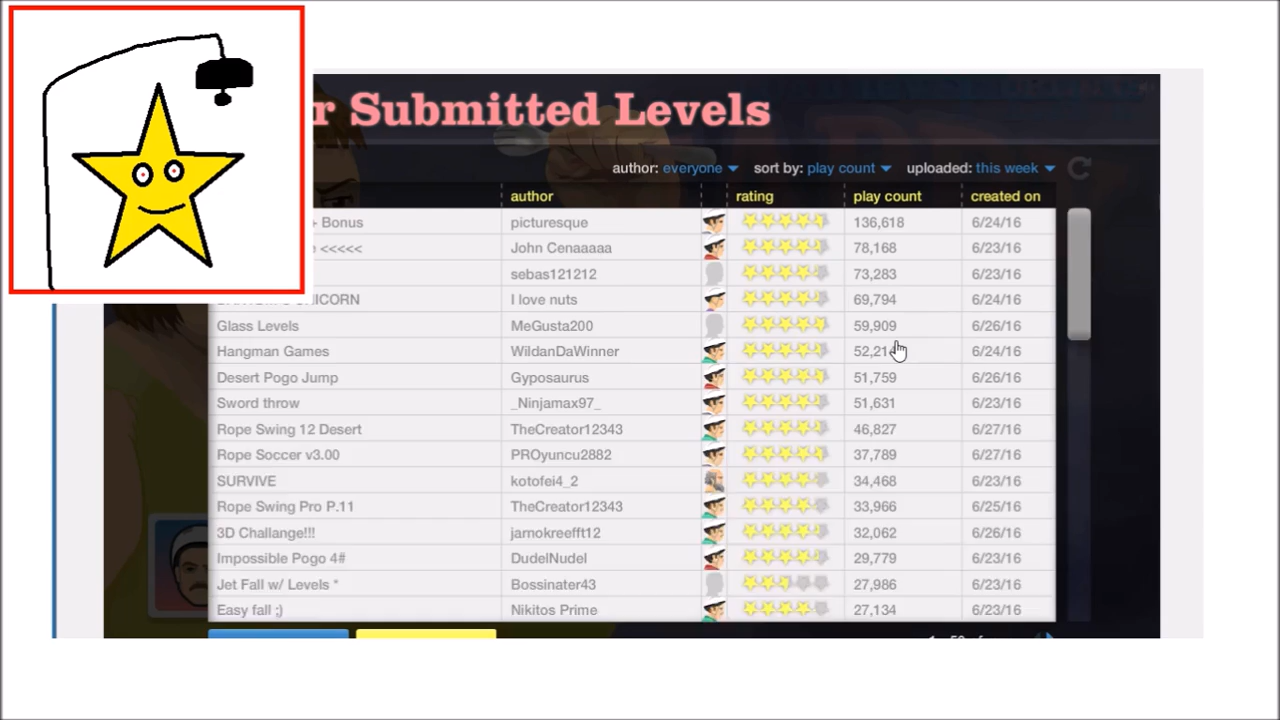 r Submitted Levels
author: everyone sort by: play count uploaded: this week
author rating play count created on
+ Bonus picturesque 136,618 6/24/16
<<<<< John Cenaaaaa 78,168 6/23/16
sebas121212 73,283 6/23/16
I love nuts 69,794 6/24/16
Glass Levels MeGusta200 59,909 6/26/16
Hangman Games WildanDaWinner 52,21 6/24/16
Desert Pogo Jump Gyposaurus 51,759 6/26/16
Sword throw _Ninjamax97_ 51,631 6/23/16
Rope Swing 12 Desert TheCreator12343 46,827 6/27/16
Rope Soccer v3.00 PROyuncu2882 37,789 6/27/16
SURVIVE kotofei4_2 34,468 6/23/16
Rope Swing Pro P.11 TheCreator12343 33,966 6/25/16
3D Challange!!! jarnokreefft12 32,062 6/26/16
Impossible Pogo 4# DudelNudel 29,779 6/23/16
Jet Fall w/ Levels * Bossinater43 27,986 6/23/16
Easy fall ;) Nikitos Prime 27,134 6/23/16